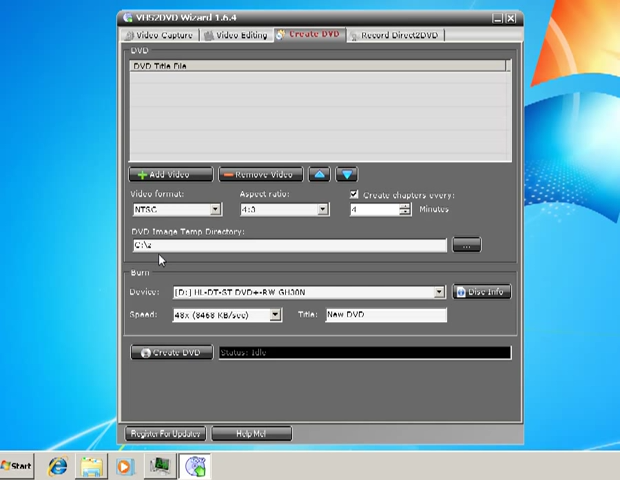 VHS2DVD Wizard 1.6.4
Video Capture Video Editing Create DVD Record Direct2DVD
DVD
DVD Title File
Add Video Remove Video
Video format: Aspect ratio: Create chapters every:
NTSC 4:3 4 Minutes
DVD Image Temp Directory:
C:\z ...
Burn
Device: [D:] HL-DT-ST DVD+-RW GH30N Disc Info
Speed: 48x (8468 KB/sec) Title: New DVD
Create DVD Status: Idle
Register For Updates Help Me!
Start